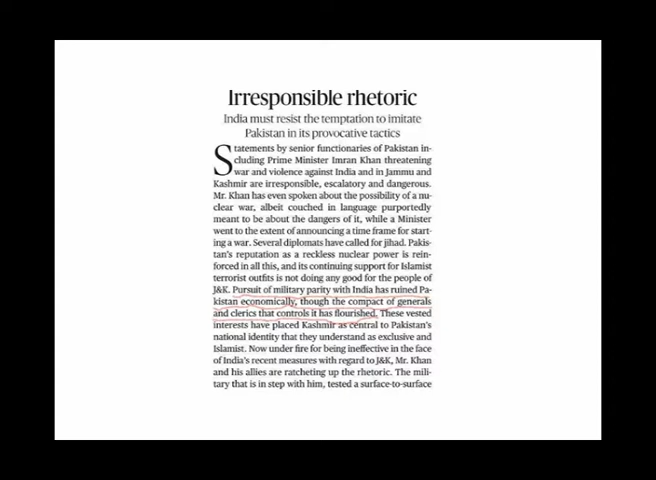 Irresponsible rhetoric
India must resist the temptation to imitate
Pakistan in its provocative tactics
Statements by senior functionaries of Pakistan in-
cluding Prime Minister Imran Khan threatening
war and violence against India and in Jammu and
Kashmir are irresponsible, escalatory and dangerous.
Mr. Khan has even spoken about the possibility of a nu-
clear war, albeit couched in language purportedly
meant to be about the dangers of it, while a Minister
went to the extent of announcing a time frame for start-
ing a war. Several diplomats have called for jihad. Pakis-
tan's reputation as a reckless nuclear power is rein-
forced in all this, and its continuing support for Islamist
terrorist outfits is not doing any good for the people of
J&K. Pursuit of military parity with India has ruined Pa-
kistan economically, though the compact of generals
and clerics that controls it has flourished. These vested
interests have placed Kashmir as central to Pakistan's
national identity that they understand as exclusive and
Islamist. Now under fire for being ineffective in the face
of India's recent measures with regard to J&K, Mr. Khan
and his allies are ratcheting up the rhetoric. The mili-
tary that is in step with him, tested a surface-to-surface